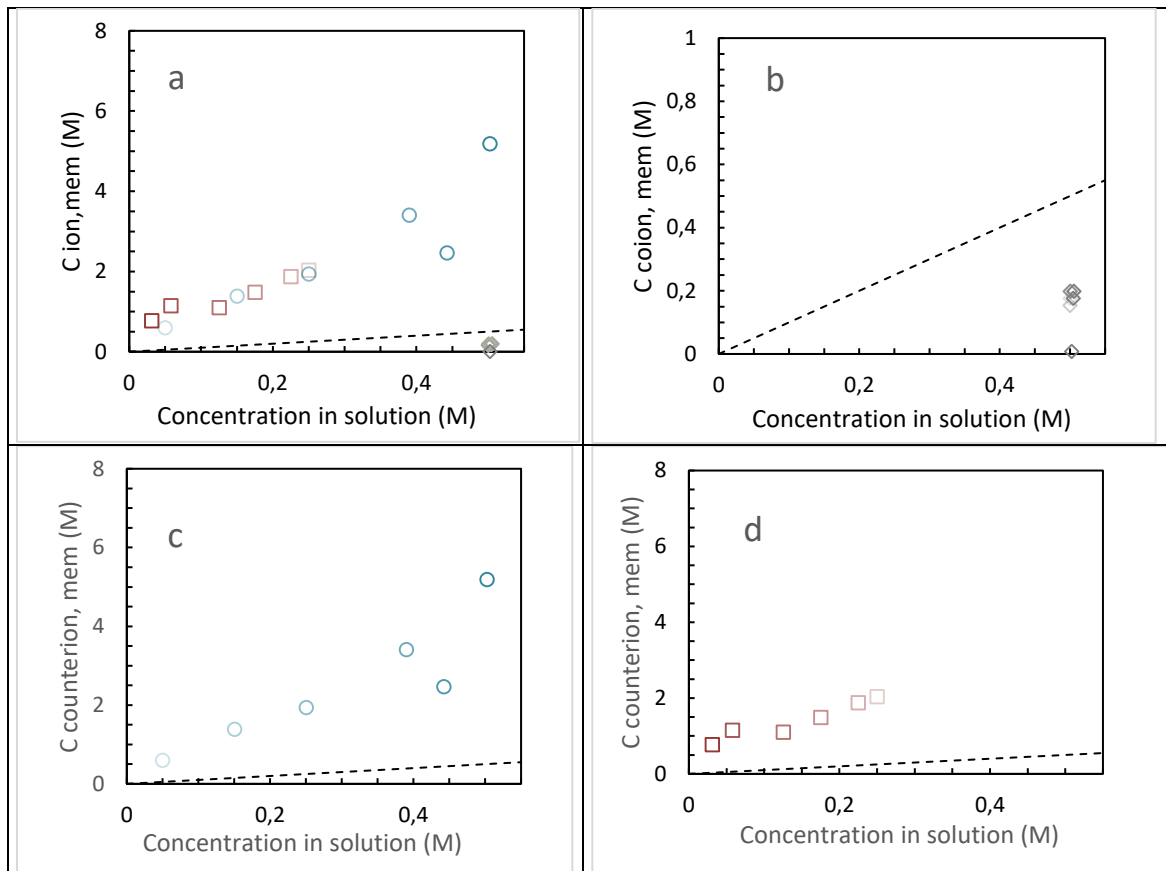 a
8
6
4
2
0
C ion,mem (M)
0
0,2
0,4
Concentration in solution (M)
b
1
0,8
0,6
0,4
0,2
0
C coion, mem (M)
0
0,2
0,4
Concentration in solution (M)
c
8
6
4
2
0
C counterion, mem (M)
0
0,2
0,4
Concentration in solution (M)
d
8
6
4
2
0
C counterion, mem (M)
0
0,2
0,4
Concentration in solution (M)